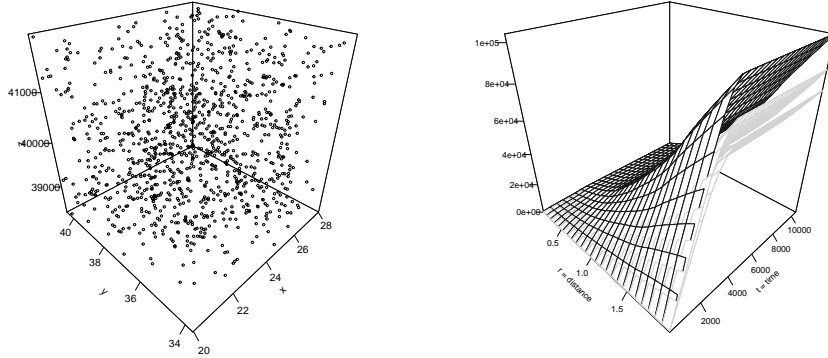 41000
40000
39000
40
38
36
34
y
20
22
24
26
28
x
1e+05
8e+04
6e+04
4e+04
2e+04
0e+00
0.5
1.0
1.5
r = distance
2000
4000
6000
8000
10000
t = time